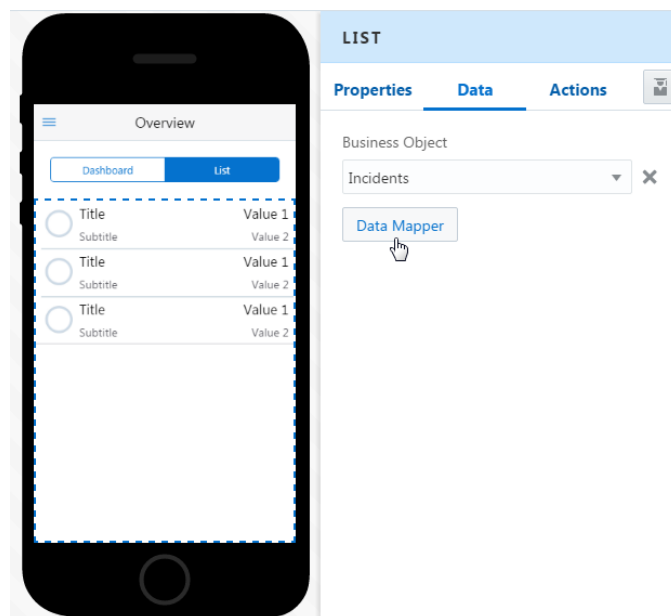 Overview
Dashboard
List
Title
Value 1
Subtitle
Value 2
Title
Value 1
Subtitle
Value 2
Title
Value 1
Subtitle
Value 2
LIST
Properties
Data
Actions
Business Object
Incidents
Data Mapper